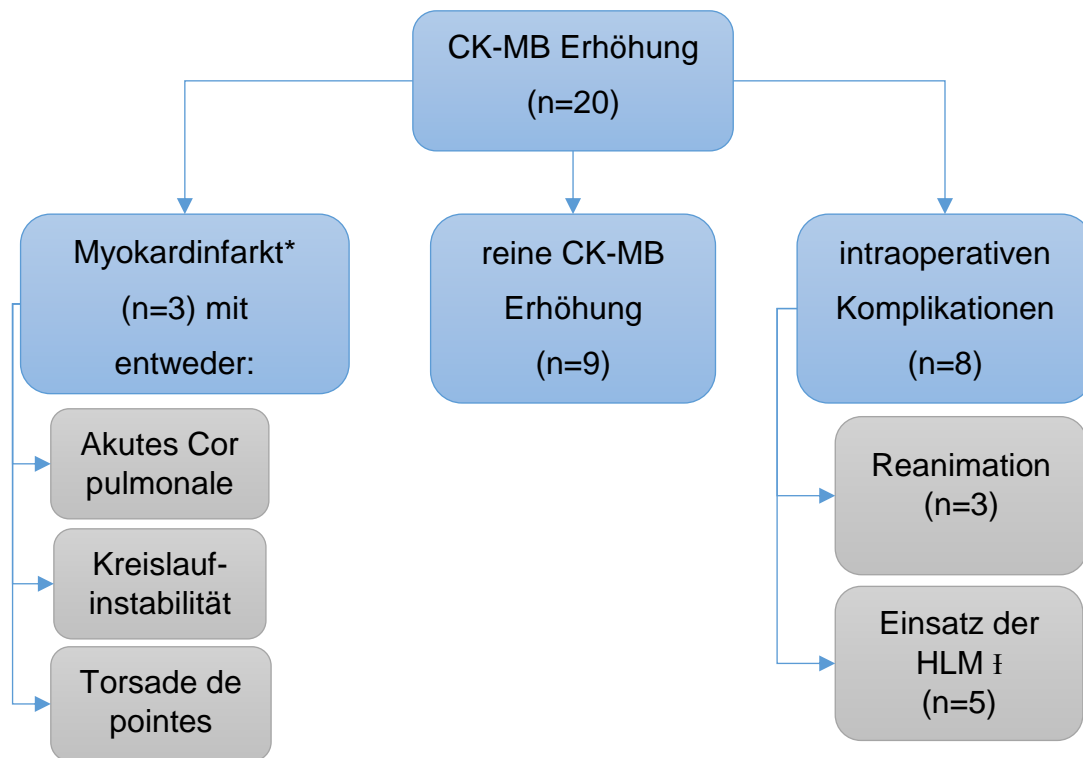 CK-MB Erhöhung
(n=20)
Myokardinfarkt*
(n=3) mit
entweder:
Akutes Cor
pulmonale
Kreislauf-
instabilität
Torsade de
pointes
reine CK-MB
Erhöhung
(n=9)
intraoperativen
Komplikationen
(n=8)
Reanimation
(n=3)
Einsatz der
HLM ƚ
(n=5)